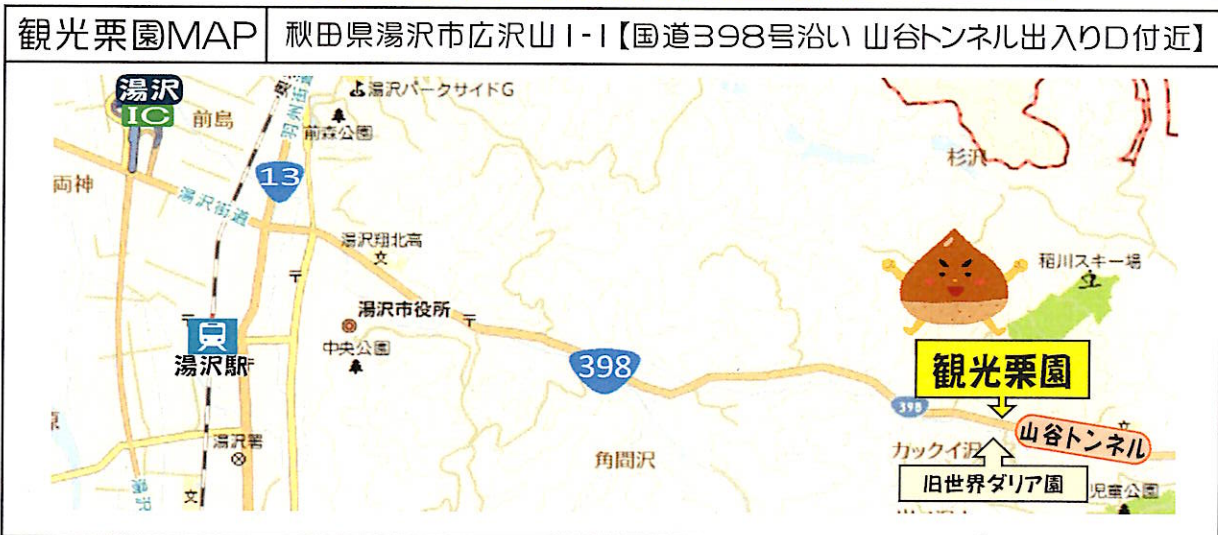 観光栗園MAP
秋田県湯沢市広沢山1-1【国道398号沿い 山谷トンネル出入り口付近】
湯沢
IC
前島
羽州街道
湯沢パークサイドG
前森公園
13
両神
湯沢街道
杉沢
湯沢翔北高
稲川スキー場
湯沢市役所
中央公園
湯沢駅
398
観光栗園
398
山谷トンネル
湯沢署
角間沢
カックイ沢
旧世界ダリア園
児童公園